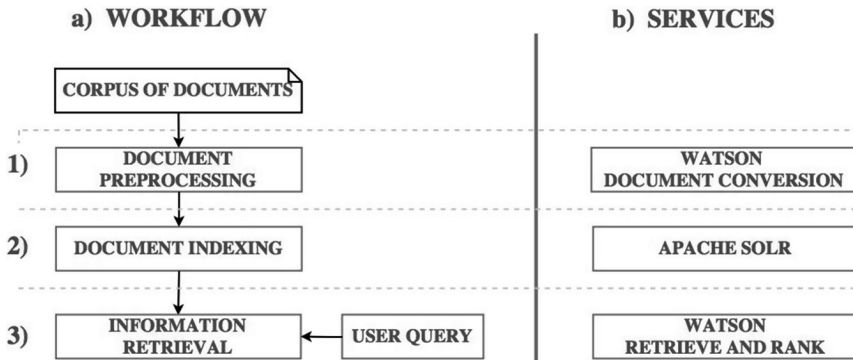 a) WORKFLOW
b) SERVICES
CORPUS OF DOCUMENTS
1)
DOCUMENT
PREPROCESSING
WATSON
DOCUMENT CONVERSION
2)
DOCUMENT INDEXING
APACHE SOLR
3)
INFORMATION
RETRIEVAL
USER QUERY
WATSON
RETRIEVE AND RANK